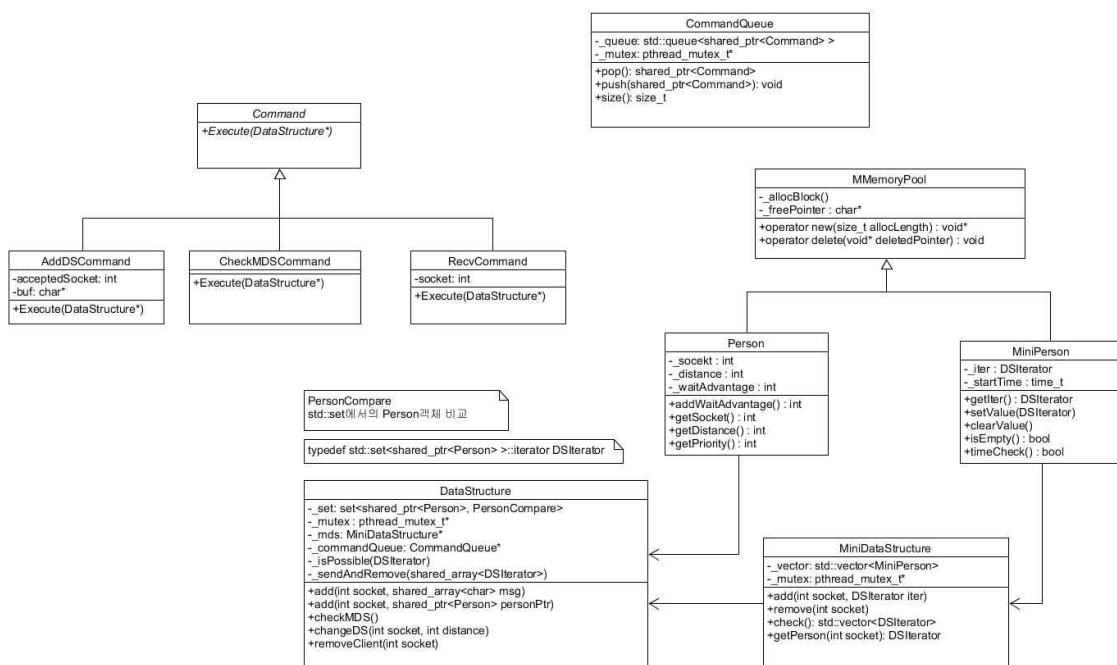 CommandQueue
-_queue: std::queue<shared_ptr<Command> >
-_mutex: pthread_mutex_t*
+pop(): shared_ptr<Command>
+push(shared_ptr<Command>): void
+size(): size_t
Command
+Execute(DataStructure*)
MMemoryPool
-_allocBlock()
-_freePointer : char*
+operator new(size_t allocLength) : void*
+operator delete(void* deletedPointer) : void
AddDSCommand
-acceptedSocket: int
-buf: char*
+Execute(DataStructure*)
CheckMDSCommand
+Execute(DataStructure*)
RecvCommand
-socket: int
+Execute(DataStructure*)
Person
-_socekt : int
-_distance : int
-_waitAdvantage : int
+addWaitAdvantage() : int
+getSocket() : int
+getDistance() : int
+getPriority() : int
MiniPerson
-_iter : DSIterator
-_startTime : time_t
+getIter() : DSIterator
+setValue(DSIterator)
+clearValue()
+isEmpty() : bool
+timeCheck() : bool
PersonCompare
std::set에서의 Person객체 비교
typedef std::set<shared_ptr<Person> >::iterator DSIterator
DataStructure
-_set: set<shared_ptr<Person>, PersonCompare>
-_mutex : pthread_mutex_t*
-_mds: MiniDataStructure*
-_commandQueue: CommandQueue*
-_isPossible(DSIterator)
-_sendAndRemove(shared_array<DSIterator>)
+add(int socket, shared_array<char> msg)
+add(int socket, shared_ptr<Person> personPtr)
+checkMDS()
+changeDS(int socket, int distance)
+removeClient(int socket)
MiniDataStructure
-_vector: std::vector<MiniPerson>
-_mutex: pthread_mutex_t*
+add(int socket, DSIterator iter)
+remove(int socket)
+check(): std::vector<DSIterator>
+getPerson(int socket): DSIterator